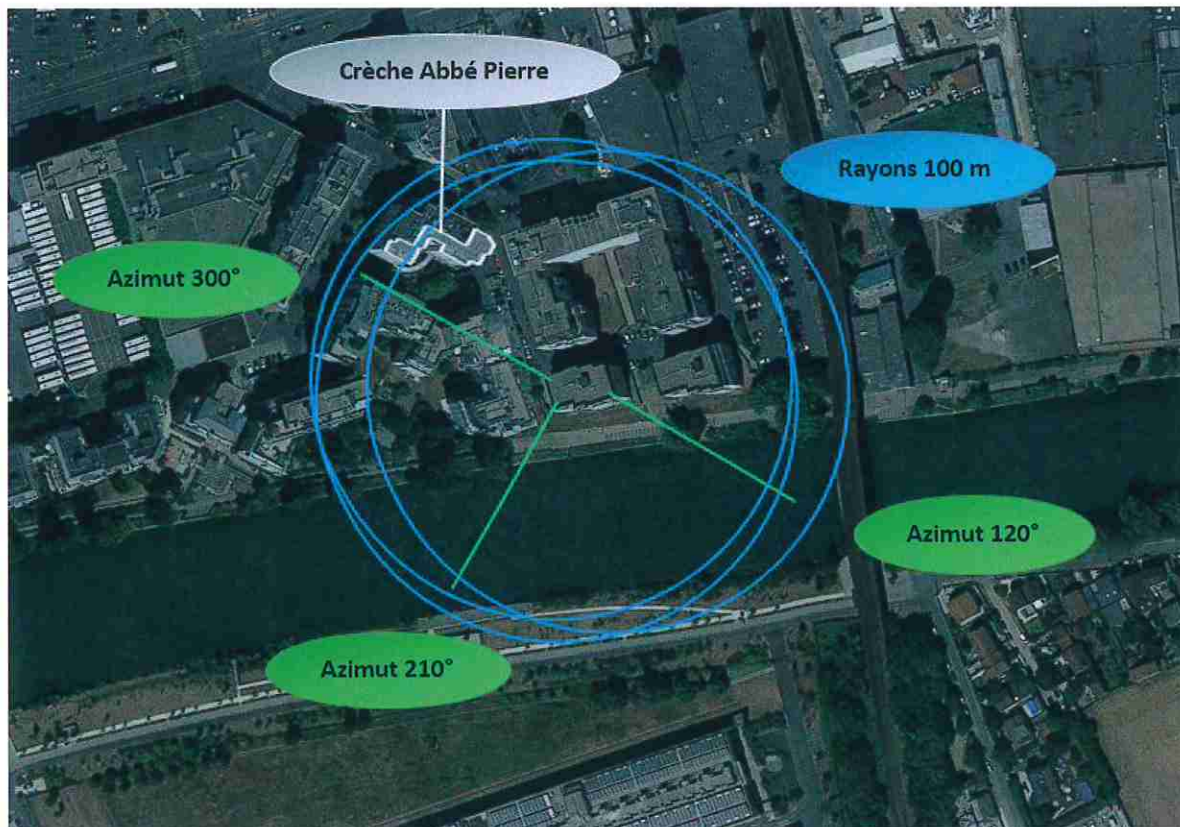 Crèche Abbé Pierre
Rayons 100 m
Azimut 300°
Azimut 120°
Azimut 210°